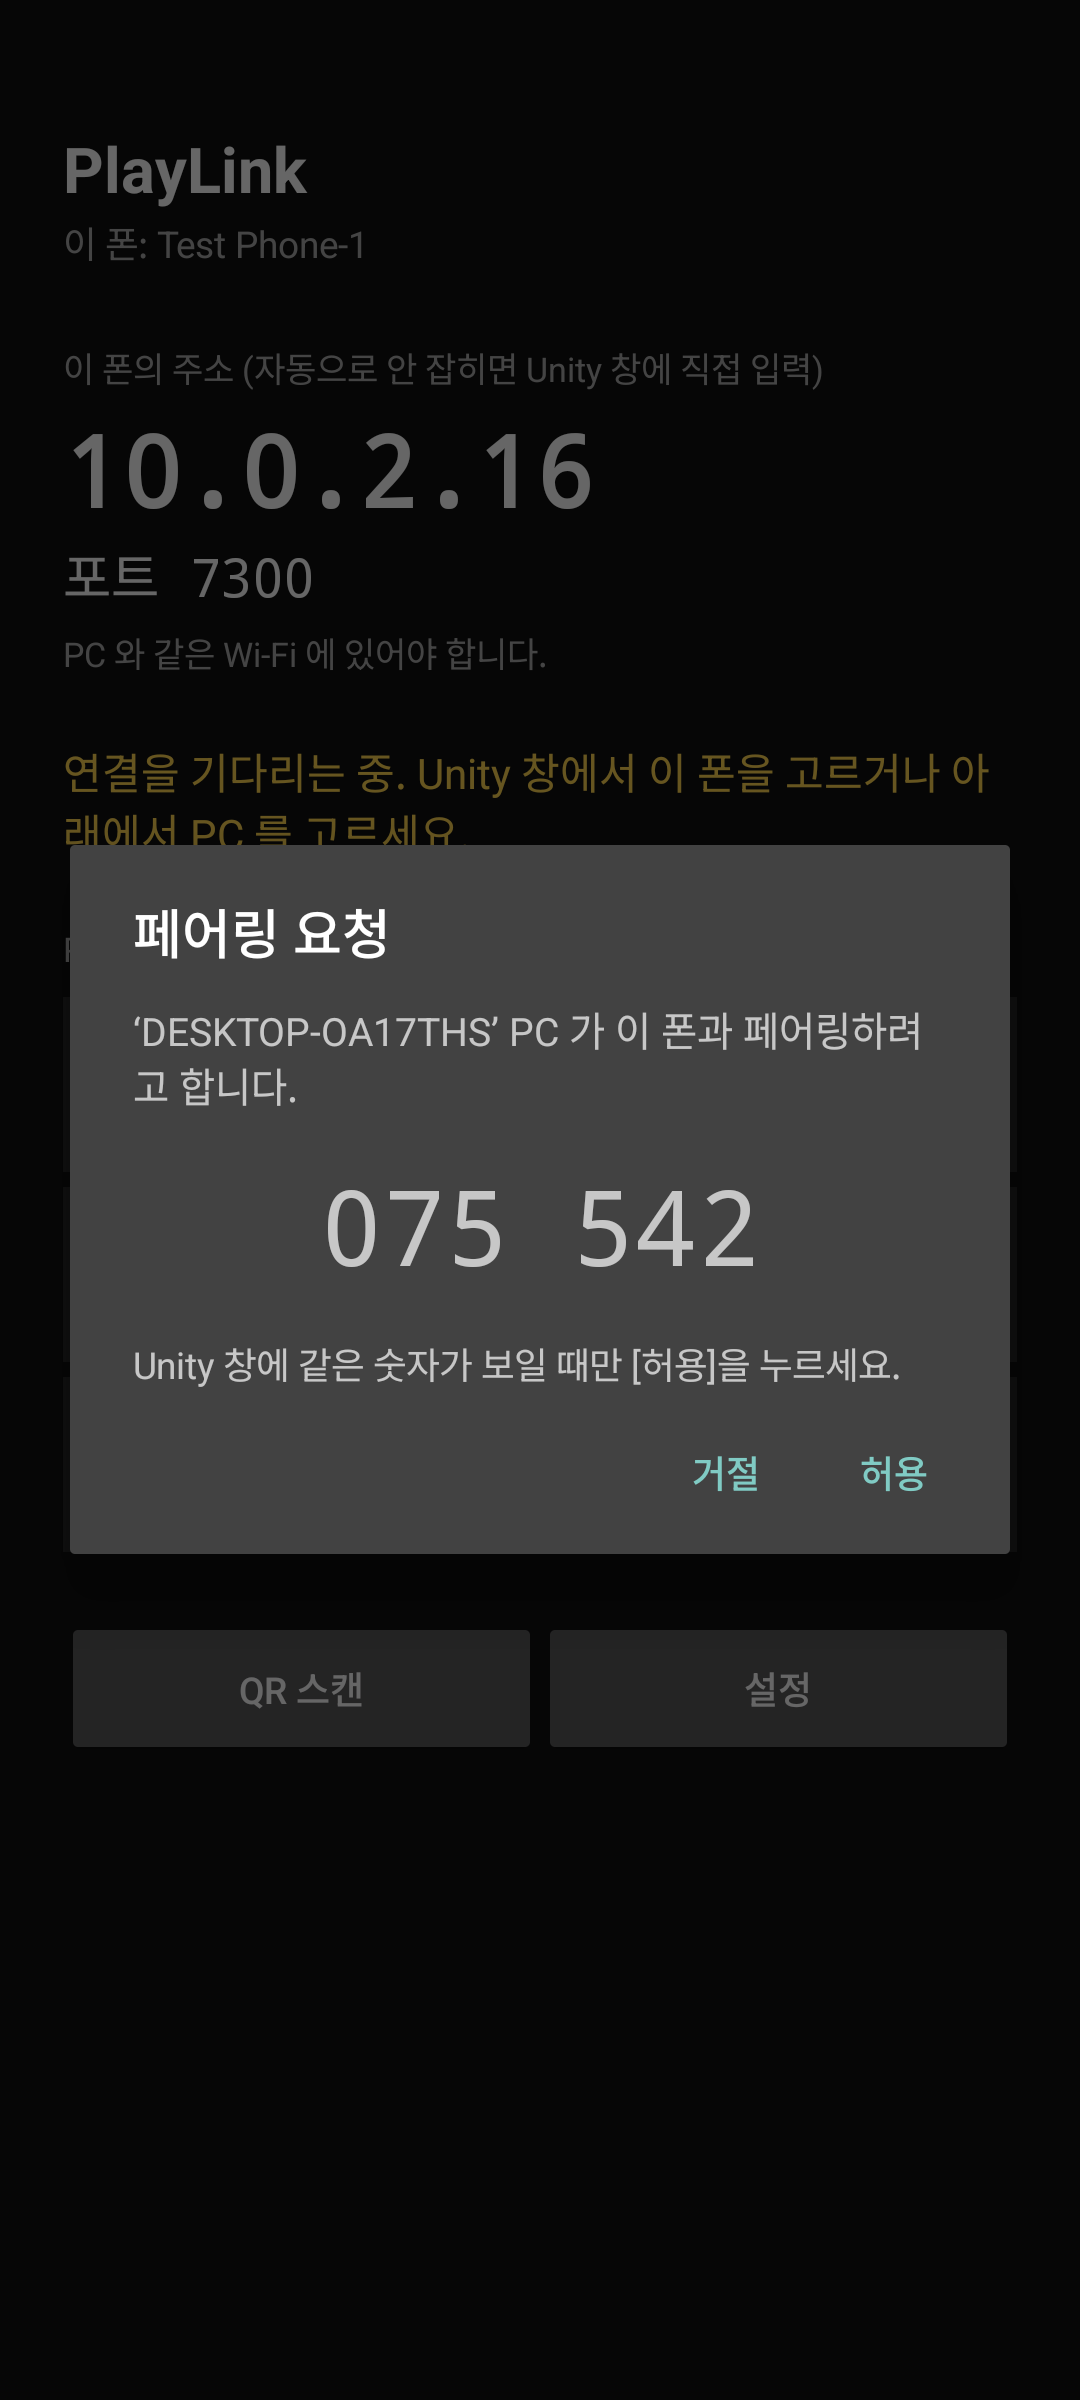 PlayLink
이 폰: Test Phone-1
이 폰의 주소 (자동으로 안 잡히면 Unity 창에 직접 입력)
10.0.2.16
포트 7300
PC 와 같은 Wi-Fi 에 있어야 합니다.
연결을 기다리는 중. Unity 창에서 이 폰을 고르거나 아
래에서 PC 를 고르세요.
페어링 요청
‘DESKTOP-OA17THS’ PC 가 이 폰과 페어링하려
고 합니다.
075 542
Unity 창에 같은 숫자가 보일 때만 [허용]을 누르세요.
거절 허용
QR 스캔 설정